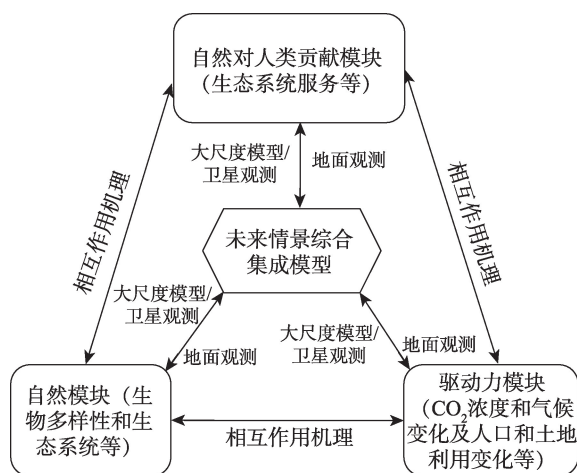 自然对人类贡献模块
(生态系统服务等)
大尺度模型/
卫星观测
地面观测
相互作用机理
相互作用机理
未来情景综合
集成模型
大尺度模型/
卫星观测
地面观测
大尺度模型/
卫星观测
地面观测
自然模块（生
物多样性和生
态系统等）
相互作用机理
驱动力模块
(CO₂浓度和气候
变化及人口和土地
利用变化等)